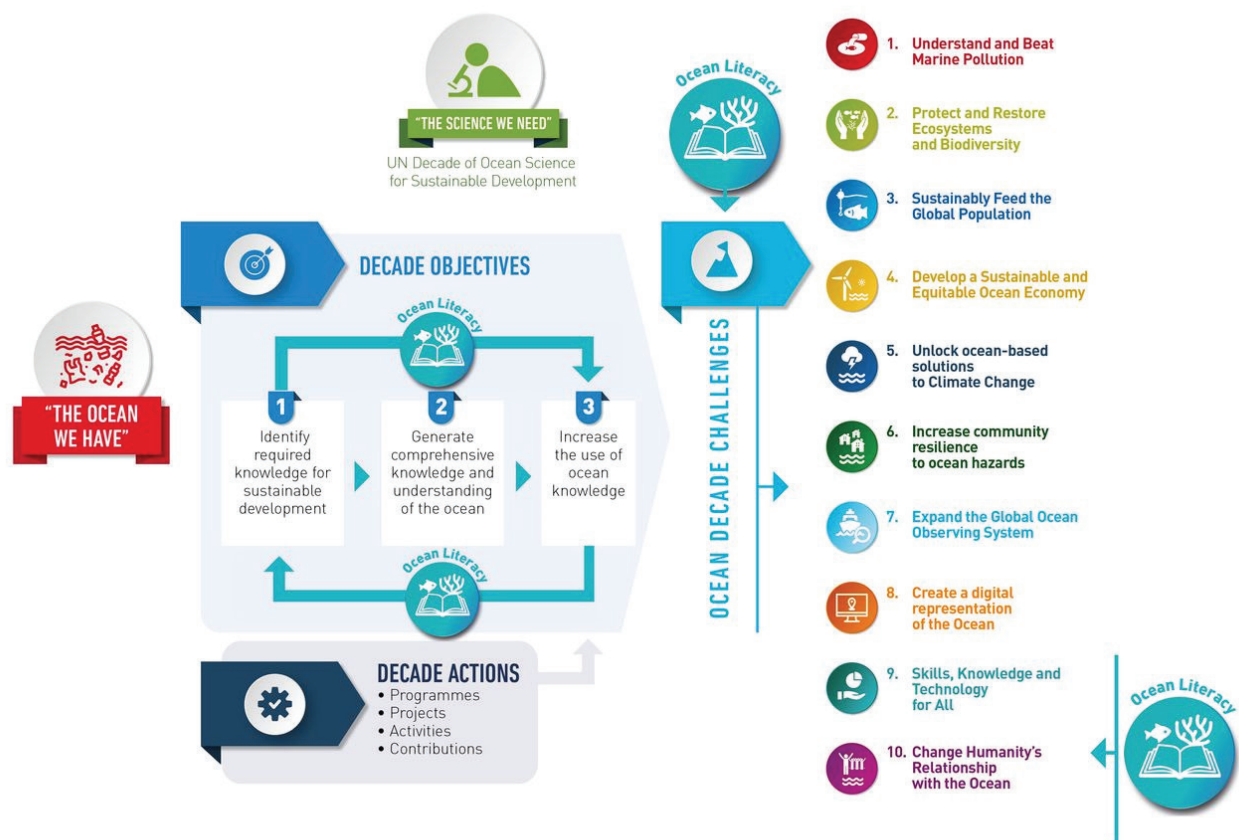 "THE SCIENCE WE NEED"
UN Decade of Ocean Science
for Sustainable Development
"THE OCEAN
WE HAVE"
DECADE OBJECTIVES
Ocean Literacy
1
Identify
required
knowledge for
sustainable
development
2
Generate
comprehensive
knowledge and
understanding
of the ocean
3
Increase
the use of
ocean
knowledge
Ocean Literacy
DECADE ACTIONS
• Programmes
• Projects
• Activities
• Contributions
Ocean Literacy
OCEAN DECADE CHALLENGES
1. Understand and Beat
Marine Pollution
2. Protect and Restore
Ecosystems
and Biodiversity
3. Sustainably Feed the
Global Population
4. Develop a Sustainable and
Equitable Ocean Economy
5. Unlock ocean-based
solutions
to Climate Change
6. Increase community
resilience
to ocean hazards
7. Expand the Global Ocean
Observing System
8. Create a digital
representation
of the Ocean
9. Skills, Knowledge and
Technology
for All
10. Change Humanity's
Relationship
with the Ocean
Ocean Literacy